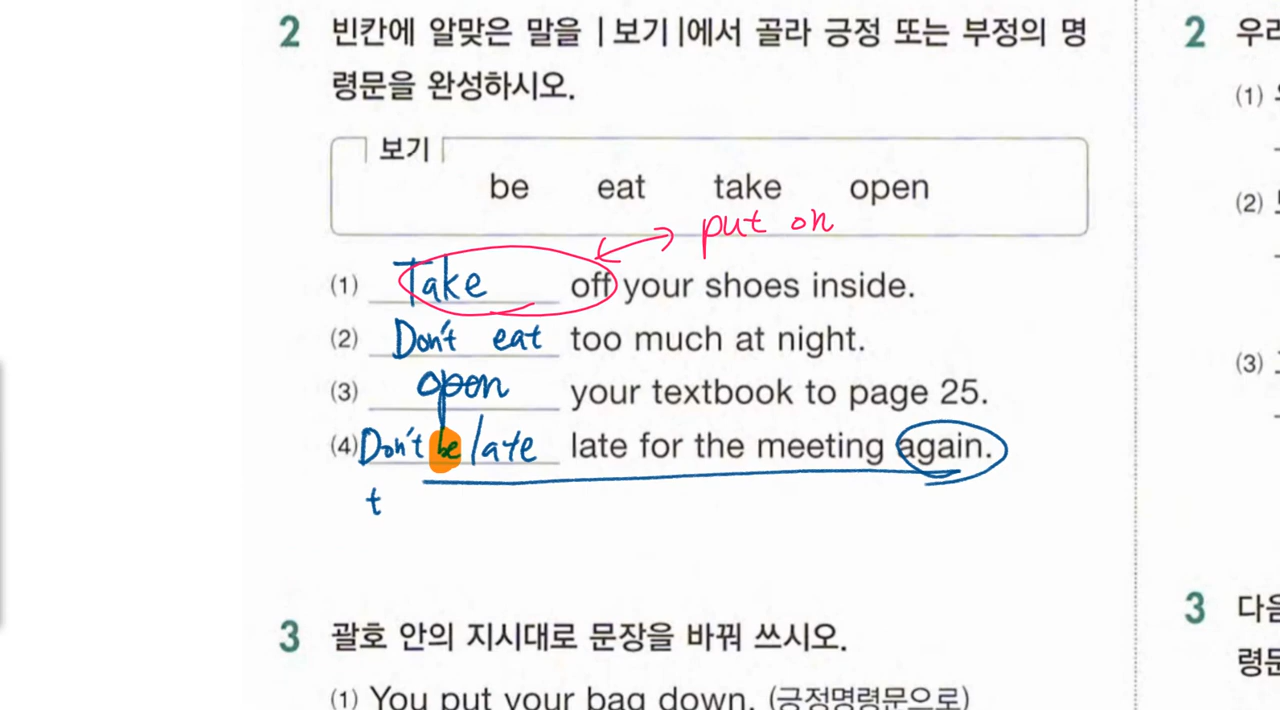 2 빈칸에 알맞은 말을 |보기|에서 골라 긍정 또는 부정의 명
령문을 완성하시오.
보기
be eat take open
put on
(1) Take off your shoes inside.
(2) Don't eat too much at night.
(3) open your textbook to page 25.
(4) Don't be late late for the meeting again.
t
3 괄호 안의 지시대로 문장을 바꿔 쓰시오.
(1) You put your bag down. (긍정명령문으로)
2 우리
(1)
(2)
(3)
3 다음
령문